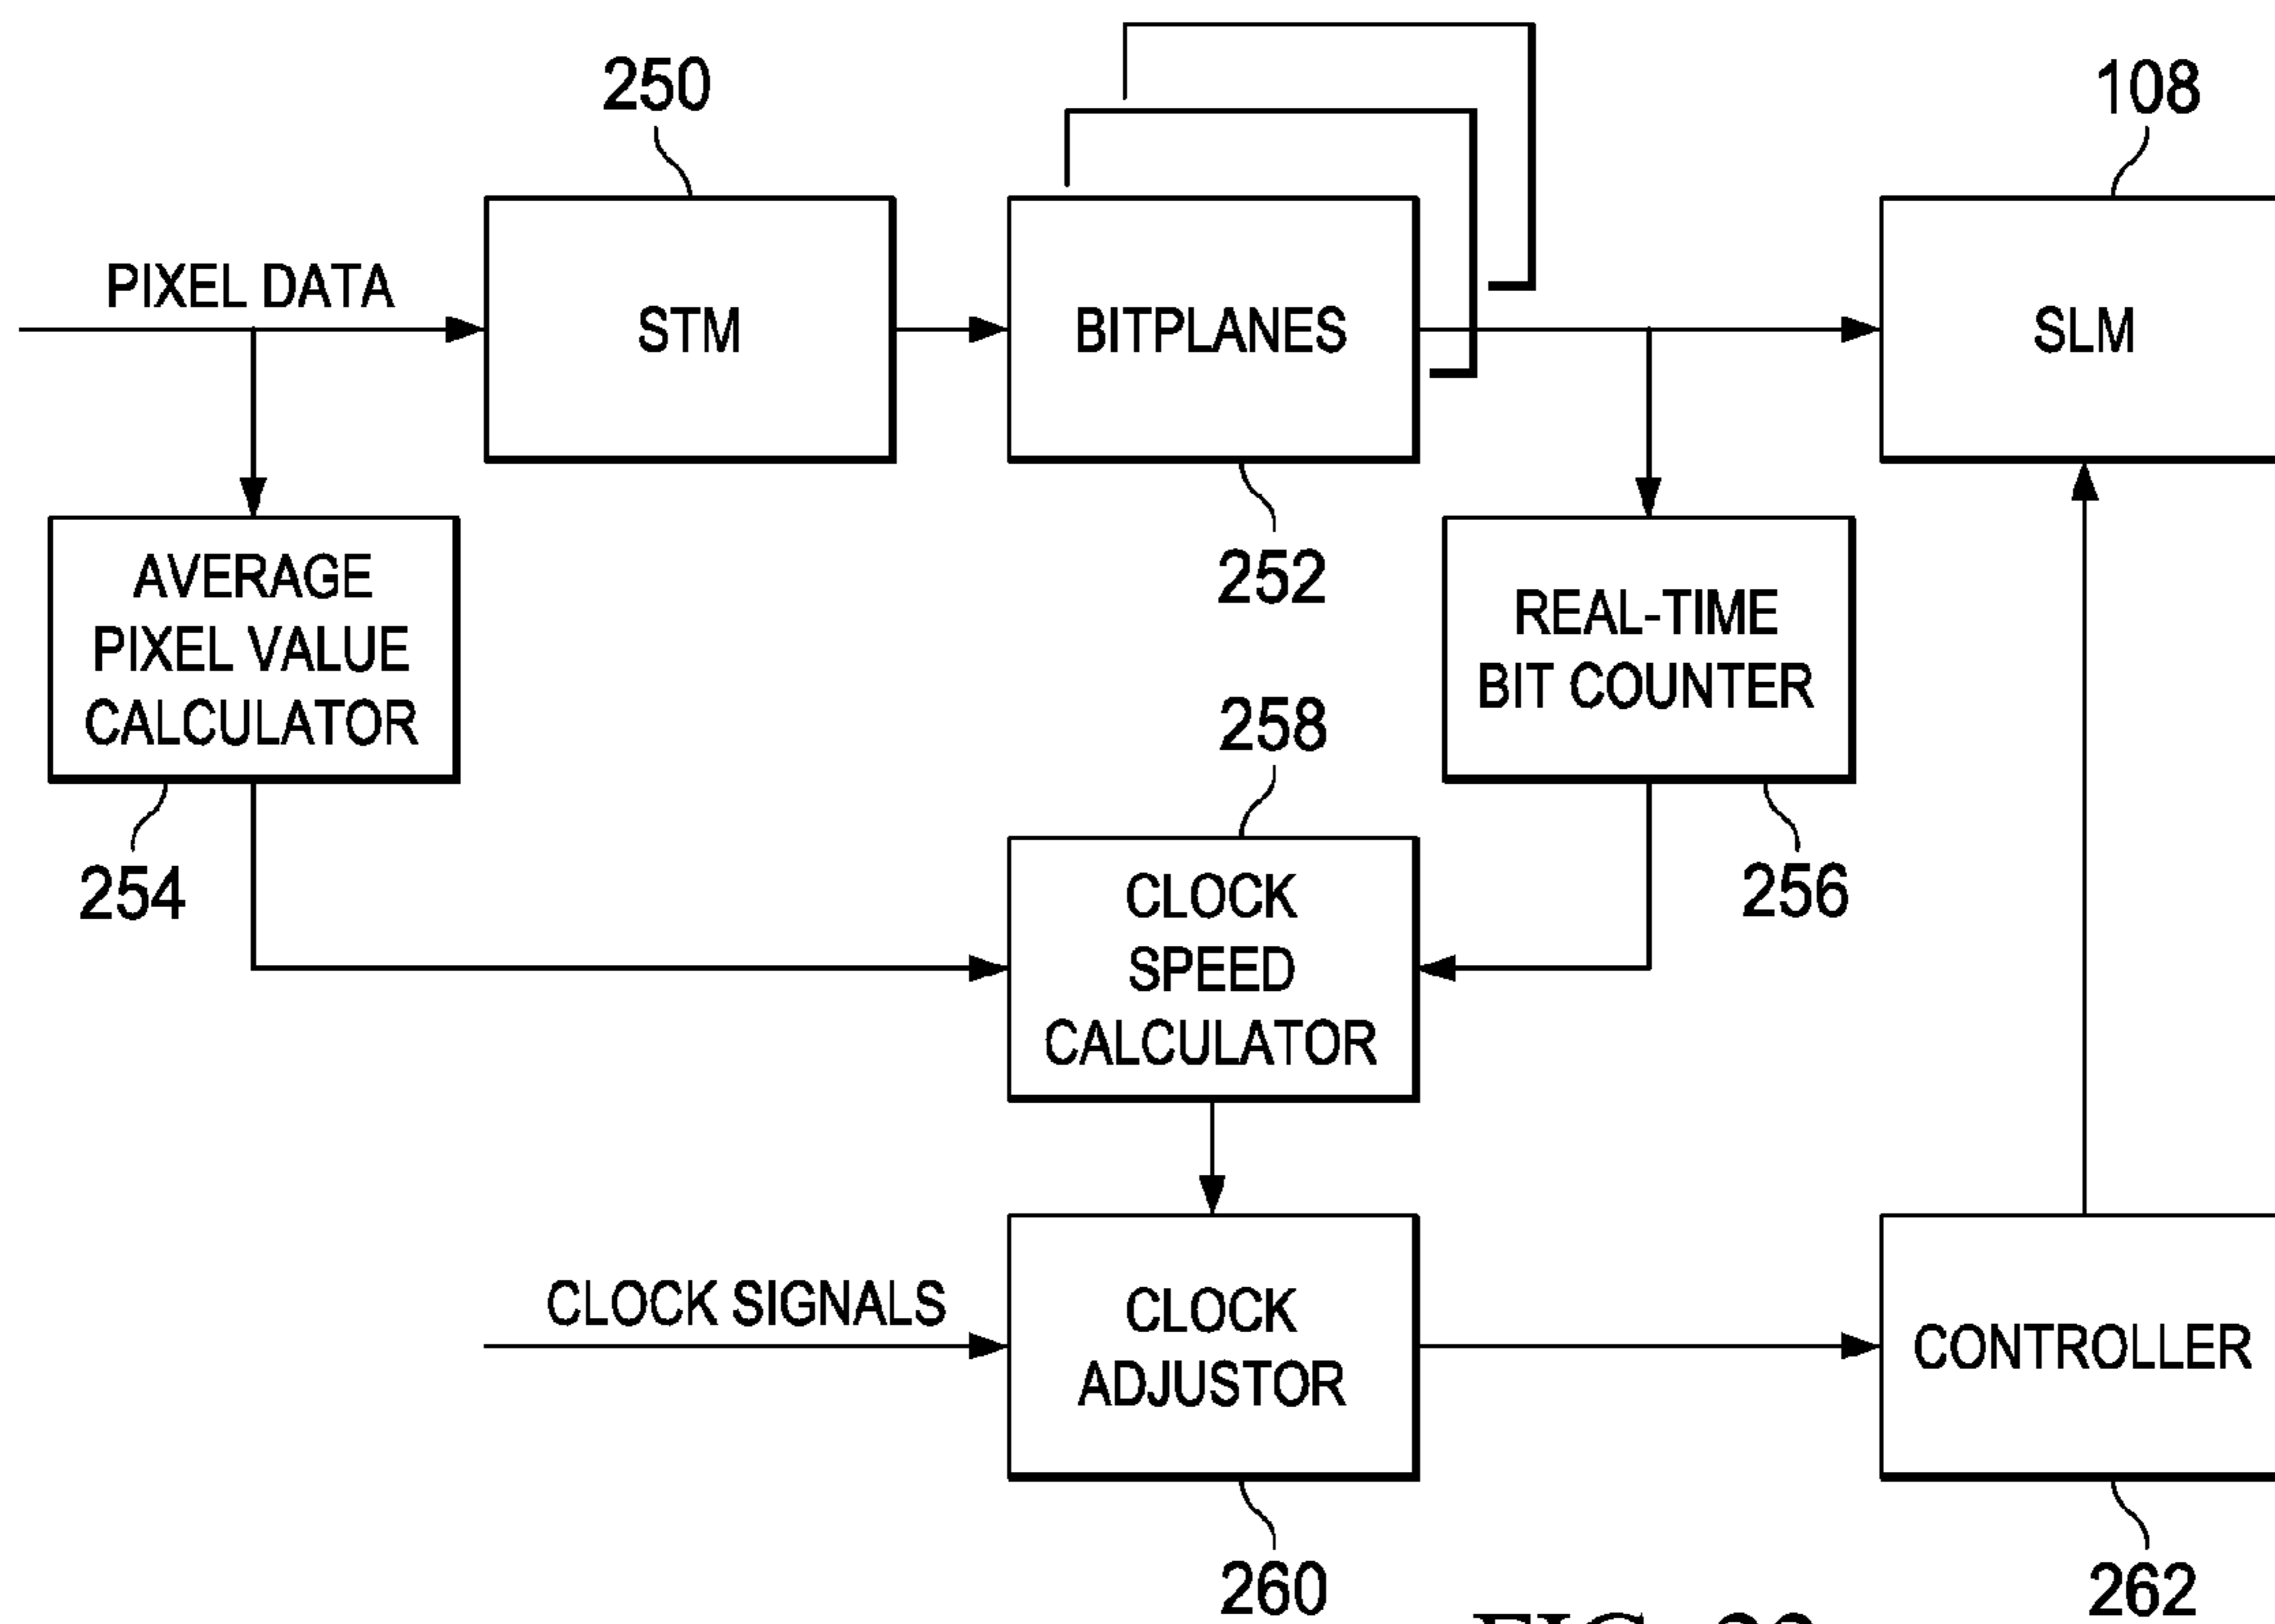 250
108
PIXEL DATA
STM
BITPLANES
SLM
AVERAGE
PIXEL VALUE
CALCULATOR
252
REAL-TIME
BIT COUNTER
258
254
256
CLOCK
SPEED
CALCULATOR
CLOCK SIGNALS
CLOCK
ADJUSTOR
CONTROLLER
260
262